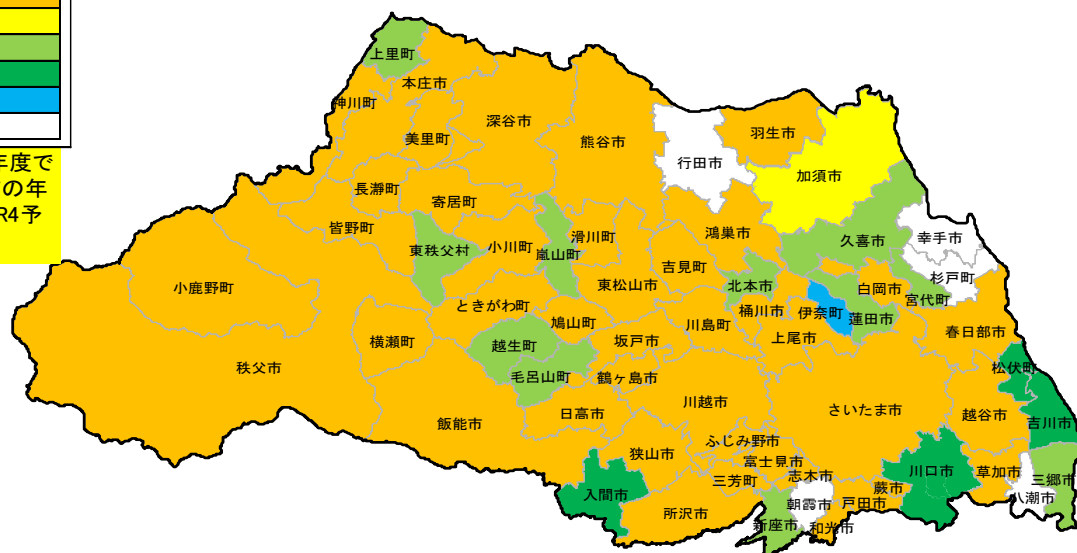 年度で
の年
R4予
上里町
本庄市
神川町
美里町
深谷市
熊谷市
行田市
羽生市
加須市
長瀞町
寄居町
皆野町
東秩父村
小川町
嵐山町
滑川町
鴻巣市
久喜市
幸手市
杉戸町
小鹿野町
東松山市
吉見町
北本市
白岡市
宮代町
ときがわ町
鳩山町
川島町
桶川市
伊奈町
蓮田市
春日部市
横瀬町
越生町
坂戸市
上尾市
秩父市
毛呂山町
鶴ヶ島市
松伏町
飯能市
日高市
川越市
さいたま市
越谷市
吉川市
狭山市
ふじみ野市
富士見市
三芳町
志木市
川口市
草加市
三郷市
入間市
所沢市
新座市
朝霞市
和光市
戸田市
蕨市
八潮市